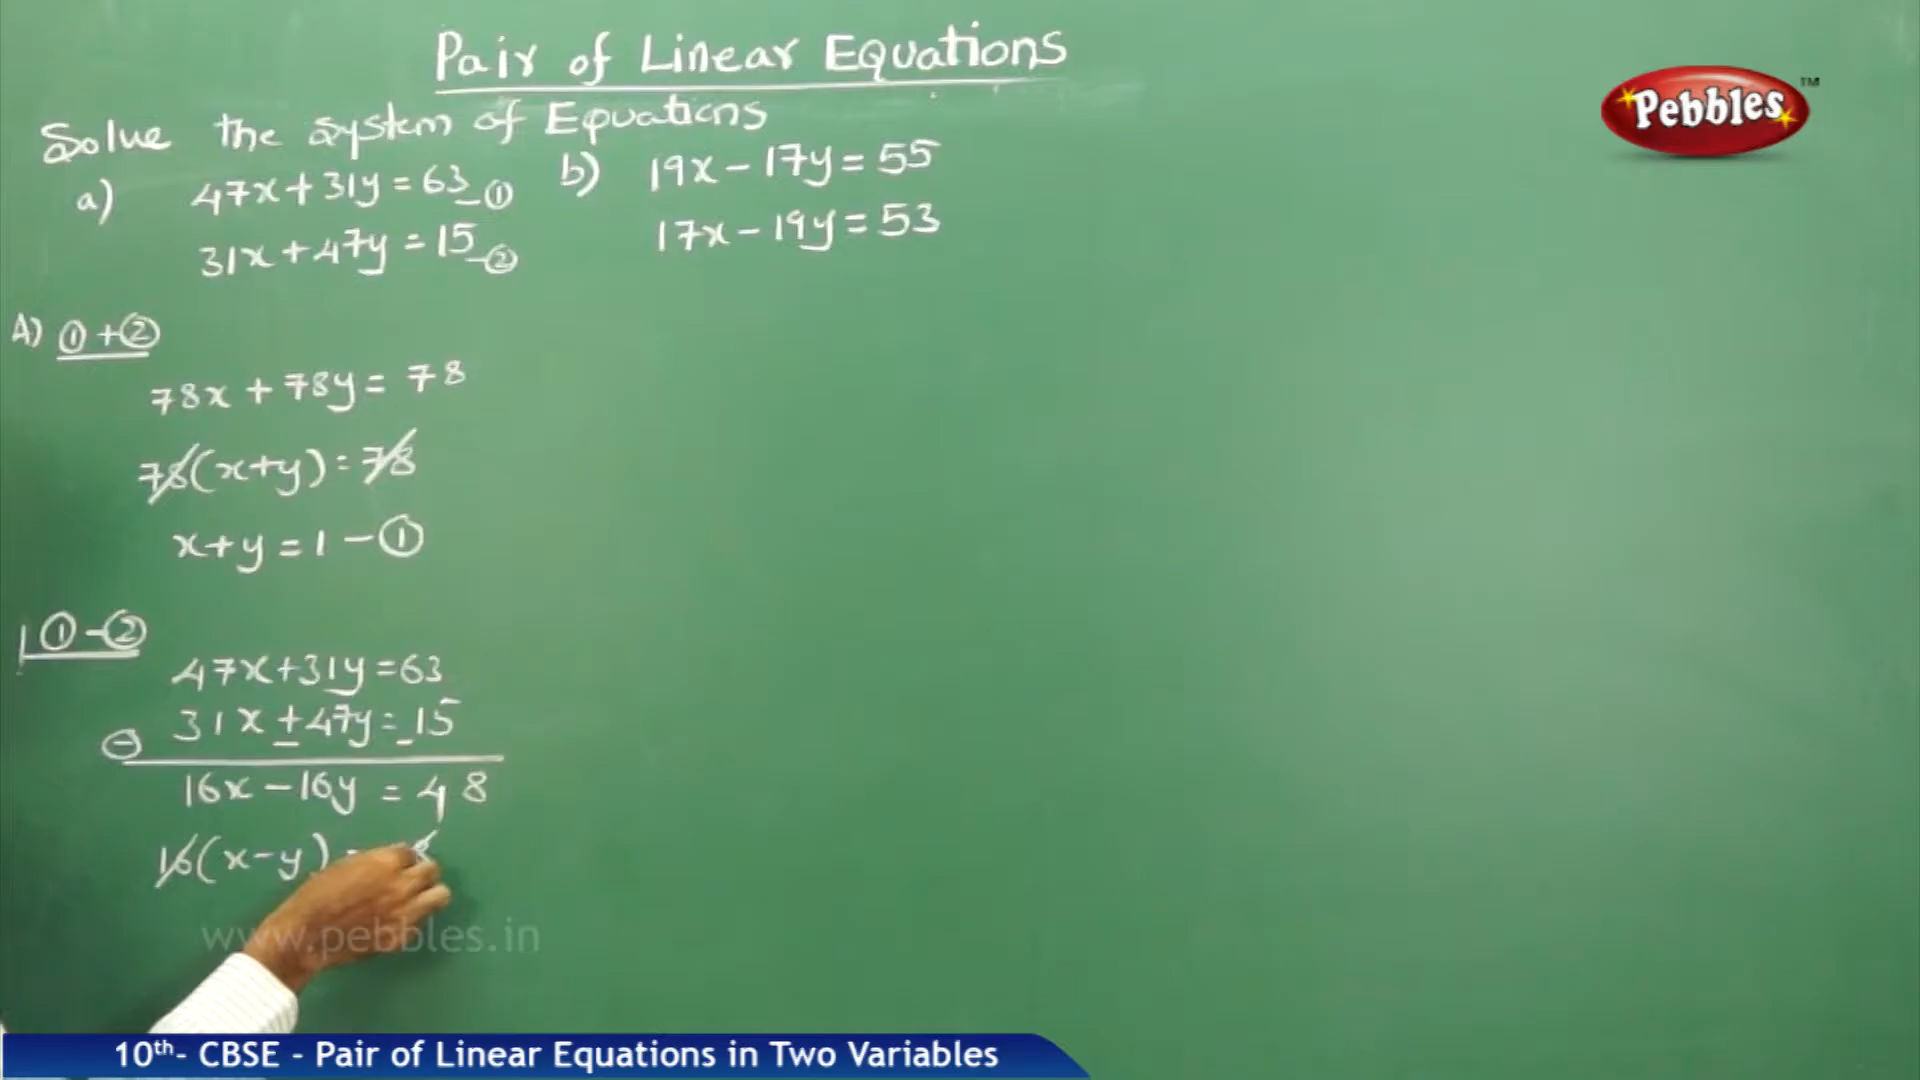 Pair of Linear Equations
Pebbles™
Solve the system of Equations
a) 47x+31y=63 -①
31x+47y=15 -②
b) 19x-17y=55
17x-19y=53
A) ①+②
78x+78y=78
78(x+y)=78
x+y=1 -①
①-②
47x+31y=63
31x+47y=15
16x-16y=48
16(x-y)
www.pebbles.in
10th- CBSE - Pair of Linear Equations in Two Variables